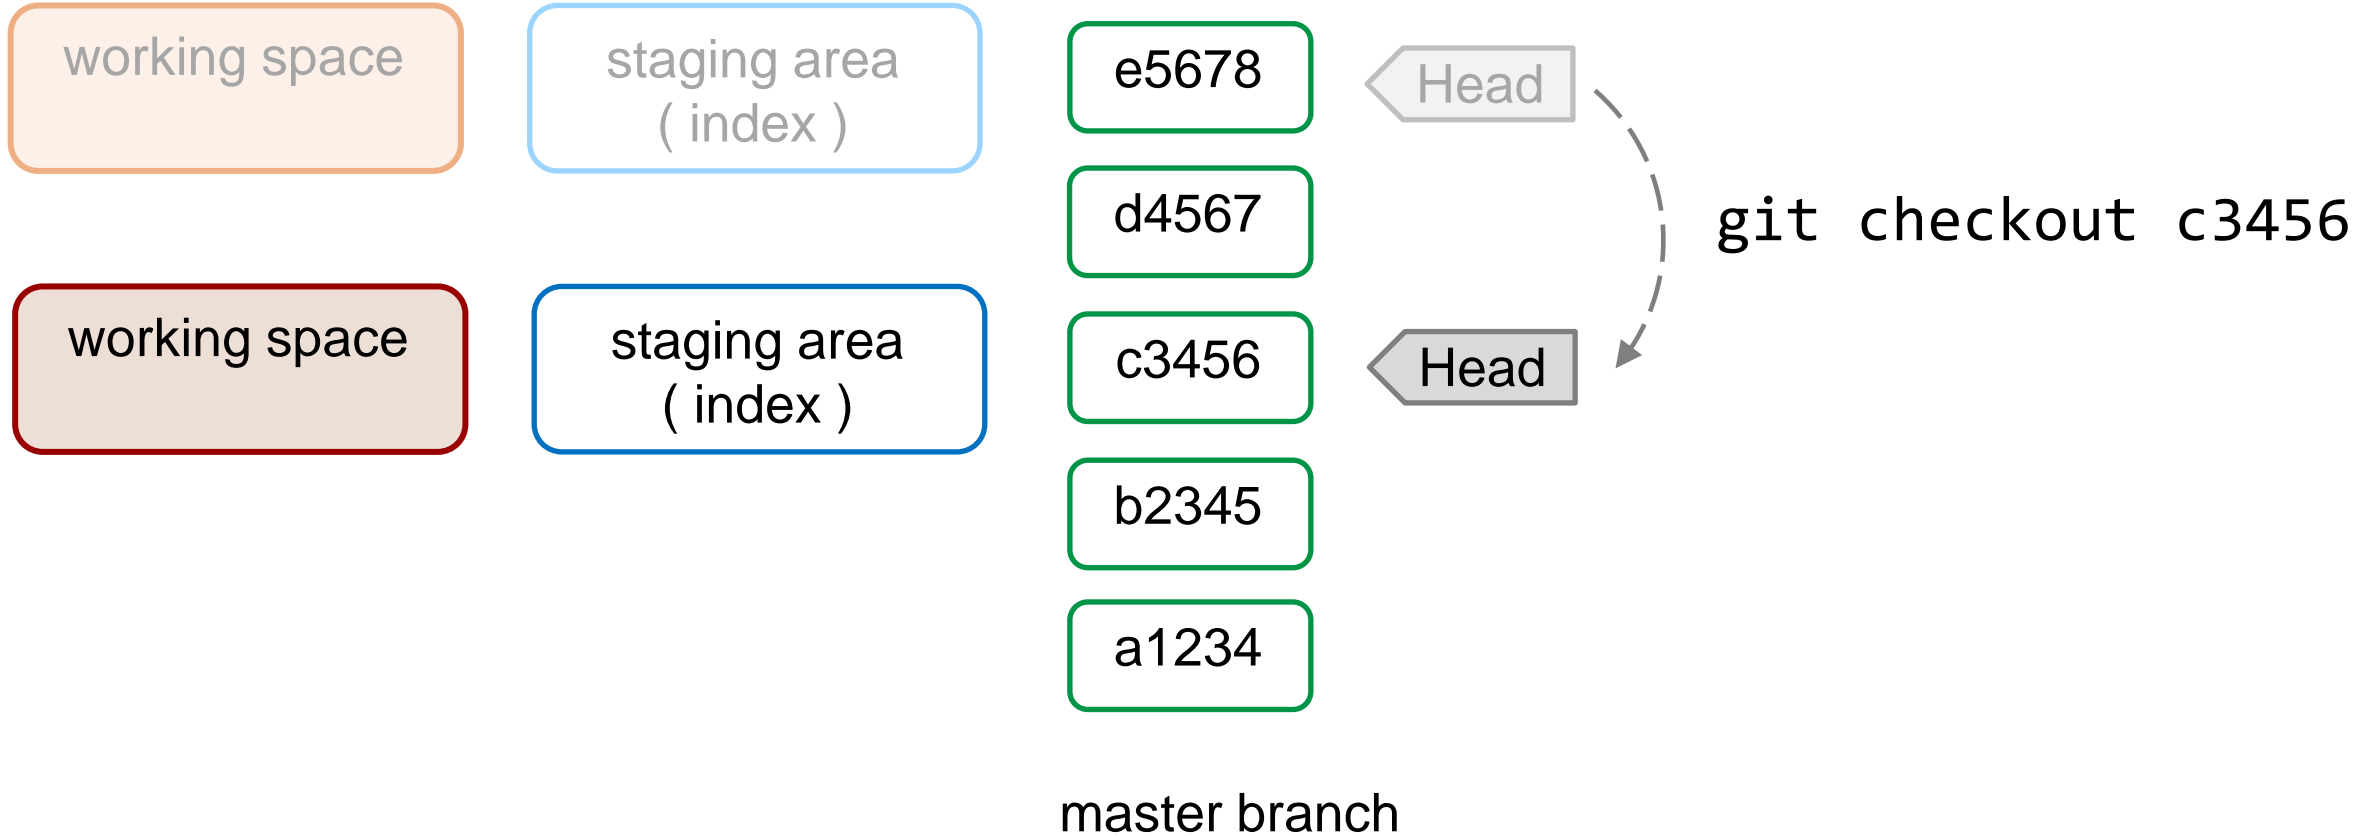 working space
staging area
( index )
e5678
Head
d4567
git checkout c3456
working space
staging area
( index )
c3456
Head
b2345
a1234
master branch